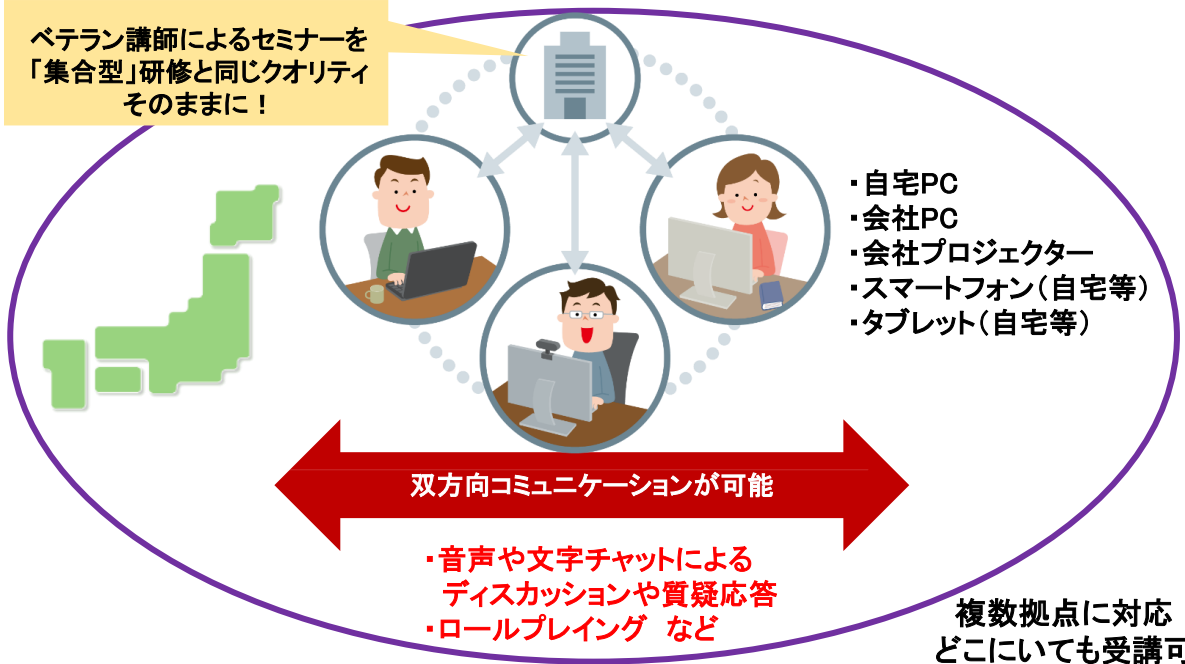 ベテラン講師によるセミナーを
「集合型」研修と同じクオリティ
そのままに！
・自宅PC
・会社PC
・会社プロジェクター
・スマートフォン（自宅等）
・タブレット（自宅等）
双方向コミュニケーションが可能
・音声や文字チャットによる
ディスカッションや質疑応答
・ロールプレイング　など
複数拠点に対応
どこにいても受講可